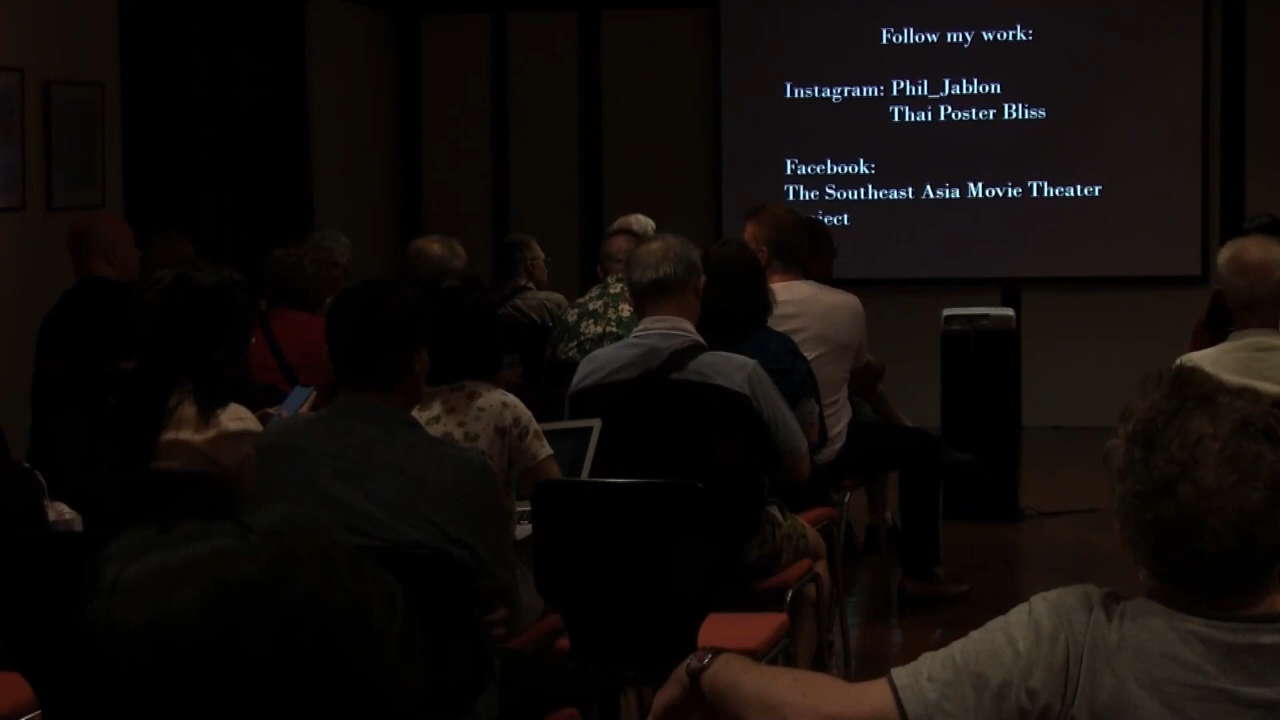 Follow my work:
Instagram: Phil_Jablon
Thai Poster Bliss
Facebook:
The Southeast Asia Movie Theater